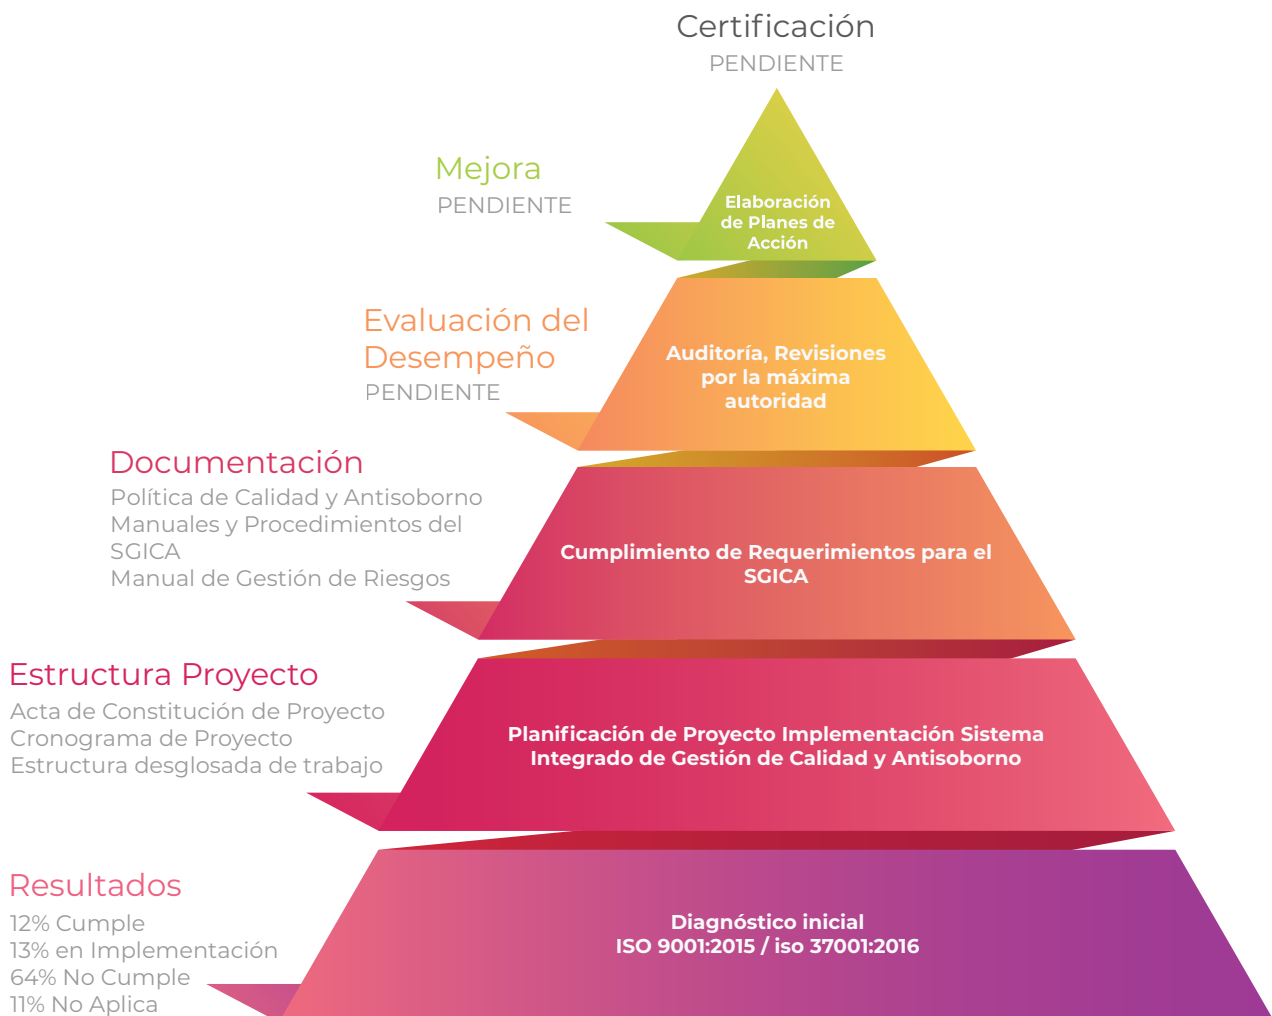 Certificación
PENDIENTE
Mejora
PENDIENTE
Elaboración
de Planes de
Acción
Evaluación del
Desempeño
PENDIENTE
Auditoría, Revisiones
por la máxima
autoridad
Documentación
Política de Calidad y Antisoborno
Manuales y Procedimientos del
SGICA
Manual de Gestión de Riesgos
Cumplimiento de Requerimientos para el
SGICA
Estructura Proyecto
Acta de Constitución de Proyecto
Cronograma de Proyecto
Estructura desglosada de trabajo
Planificación de Proyecto Implementación Sistema
Integrado de Gestión de Calidad y Antisoborno
Resultados
12% Cumple
13% en Implementación
64% No Cumple
11% No Aplica
Diagnóstico inicial
ISO 9001:2015 / iso 37001:2016